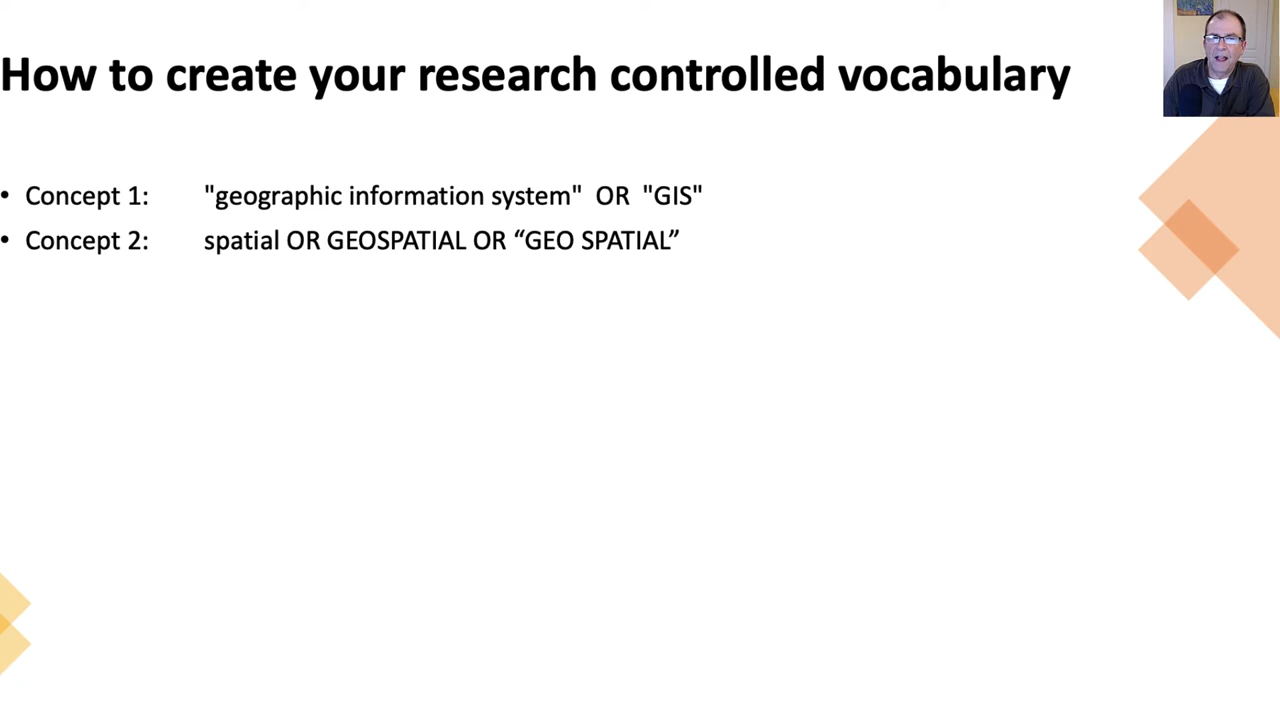 How to create your research controlled vocabulary
• Concept 1: "geographic information system" OR "GIS"
• Concept 2: spatial OR GEOSPATIAL OR “GEO SPATIAL”